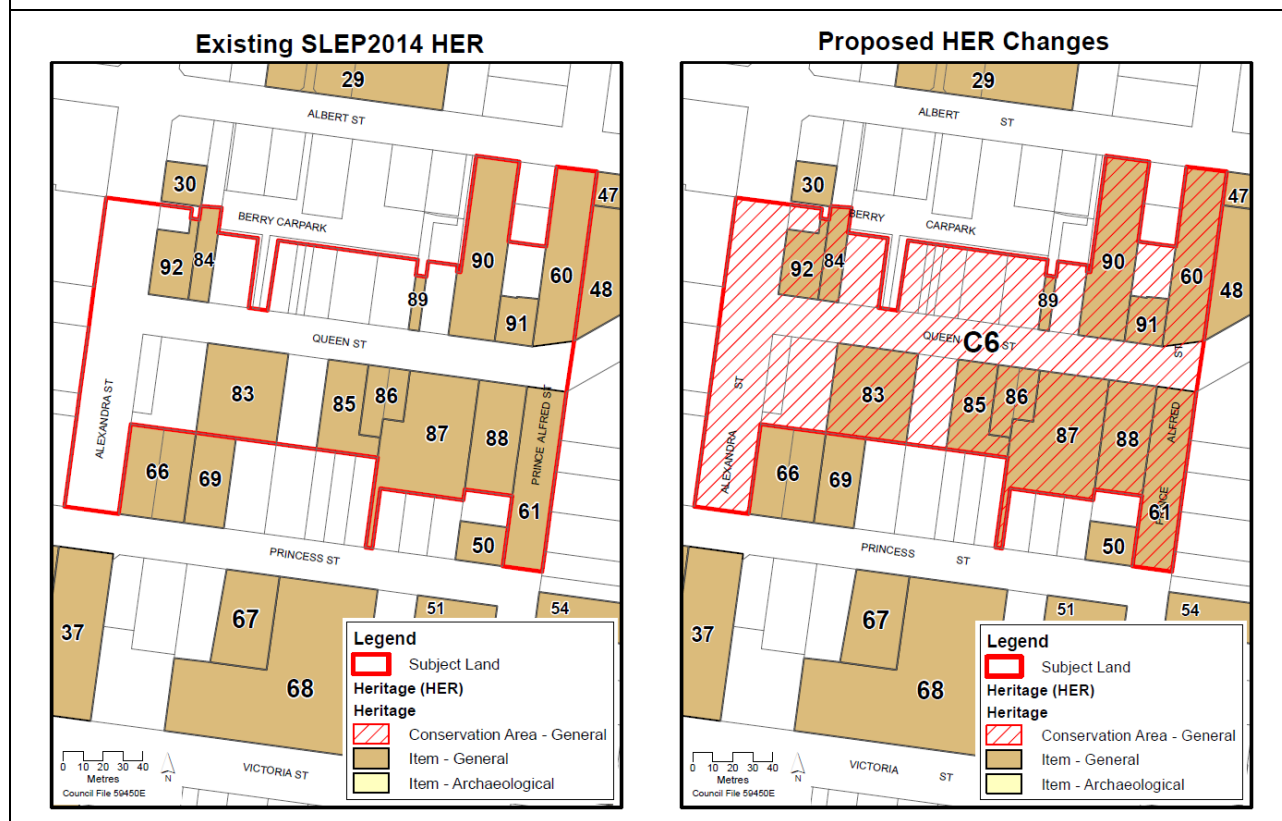 Existing SLEP2014 HER
29
ALBERT ST
30
47
BERRY CARPARK
90
60
92
84
48
89
91
QUEEN ST
83
85
86
87
88
ALEXANDRA ST
PRINCE ALFRED ST
66
69
61
50
PRINCESS ST
51
54
67
37
68
VICTORIA ST
Legend
Subject Land
Heritage (HER)
Heritage
Conservation Area - General
Item - General
Item - Archaeological
0 10 20 30 40
Metres
N
Council File 59450E
Proposed HER Changes
29
ALBERT
ST
30
47
BERRY
CARPARK
90
60
92
84
48
89
91
QUEEN
C6
ST
ST
83
85
86
87
88
ST
ALFRED
ALEXANDRA
PRINCE
66
69
61
50
PRINCESS
ST
51
54
67
37
68
VICTORIA
ST
Legend
Subject Land
Heritage (HER)
Heritage
Conservation Area - General
Item - General
Item - Archaeological
0 10 20 30 40
Metres
N
Council File 59450E